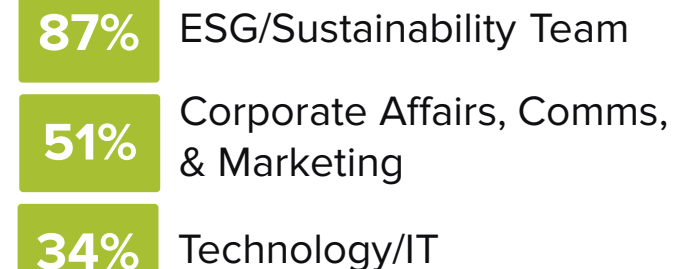 87% ESG/Sustainability Team
51% Corporate Affairs, Comms,
& Marketing
34% Technology/IT